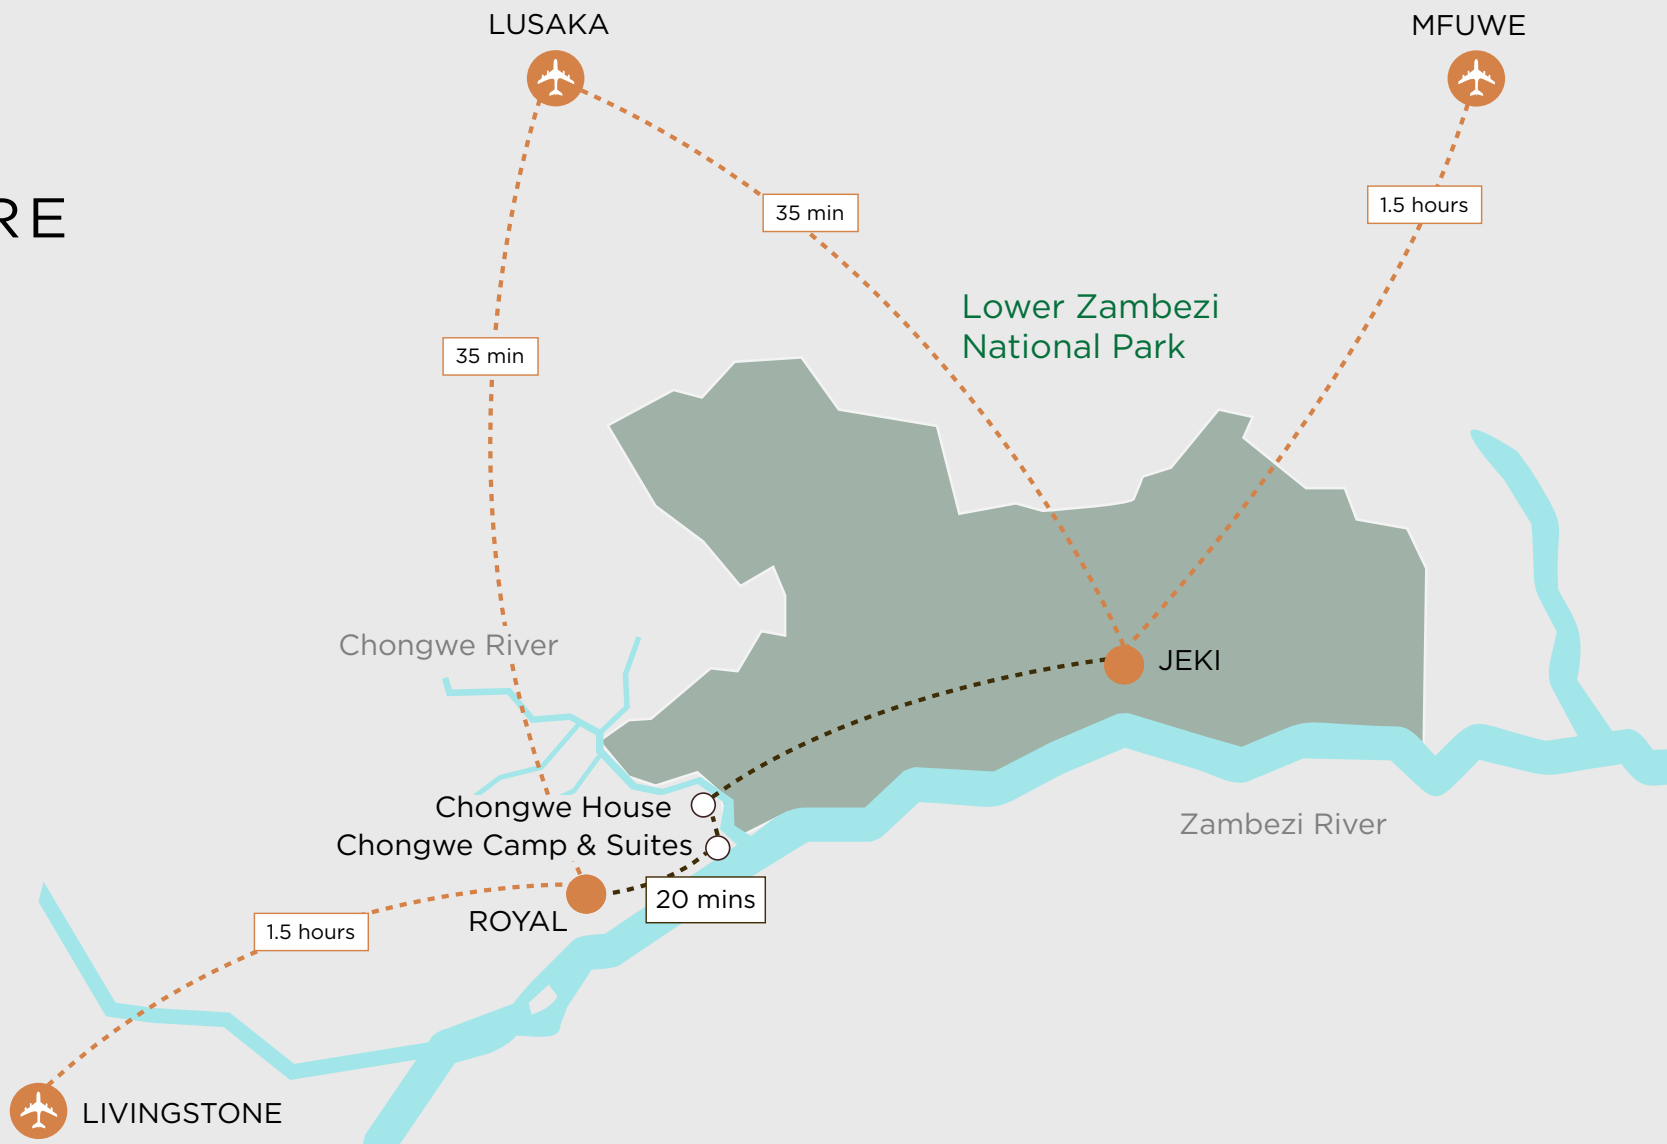 LUSAKA
MFUWE
RE
35 min
1.5 hours
Lower Zambezi
National Park
35 min
Chongwe River
JEKI
Chongwe House
Zambezi River
Chongwe Camp & Suites
20 mins
ROYAL
1.5 hours
LIVINGSTONE